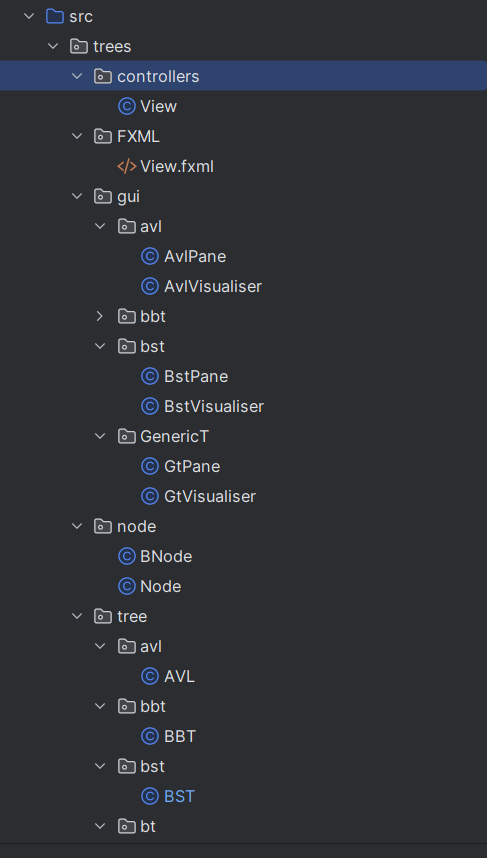 src
trees
controllers
View
FXML
View.fxml
gui
avl
AvlPane
AvlVisualiser
bbt
bst
BstPane
BstVisualiser
GenericT
GtPane
GtVisualiser
node
BNode
Node
tree
avl
AVL
bbt
BBT
bst
BST
bt